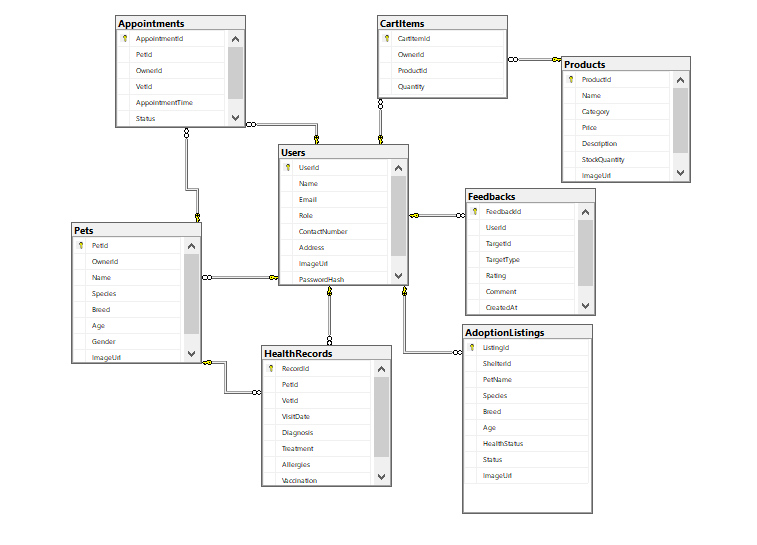 Appointments
AppointmentId
PetId
OwnerId
VetId
AppointmentTime
Status
CartItems
CartItemId
OwnerId
ProductId
Quantity
Products
ProductId
Name
Category
Price
Description
StockQuantity
ImageUrl
Users
UserId
Name
Email
Role
ContactNumber
Address
ImageUrl
PasswordHash
Feedbacks
FeedbackId
UserId
TargetId
TargetType
Rating
Comment
CreatedAt
Pets
PetId
OwnerId
Name
Species
Breed
Age
Gender
ImageUrl
HealthRecords
RecordId
PetId
VetId
VisitDate
Diagnosis
Treatment
Allergies
Vaccination
AdoptionListings
ListingId
ShelterId
PetName
Species
Breed
Age
HealthStatus
Status
ImageUrl